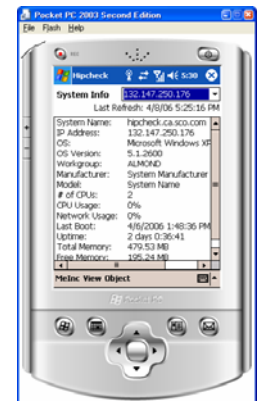 Pocket PC 2003 Second Edition
File Flash Help
Hipcheck 5:30
System Info 132.147.250.176
Last Refresh: 4/8/06 5:25:16 PM
System Name: hipcheck.ca.sco.com
IP Address: 132.147.250.176
OS: Microsoft Windows XP
OS Version: 5.1.2600
Workgroup: ALMOND
Manufacturer: System Manufacturer
Model: System Name
# of CPUs: 2
CPU Usage: 0%
Network Usage: 0%
Last Boot: 4/6/2006 1:48:36 PM
Uptime: 2 days 0:36:41
Total Memory: 479.53 MB
Free Memory: 195.24 MB
MeInc View Object
Pocket PC